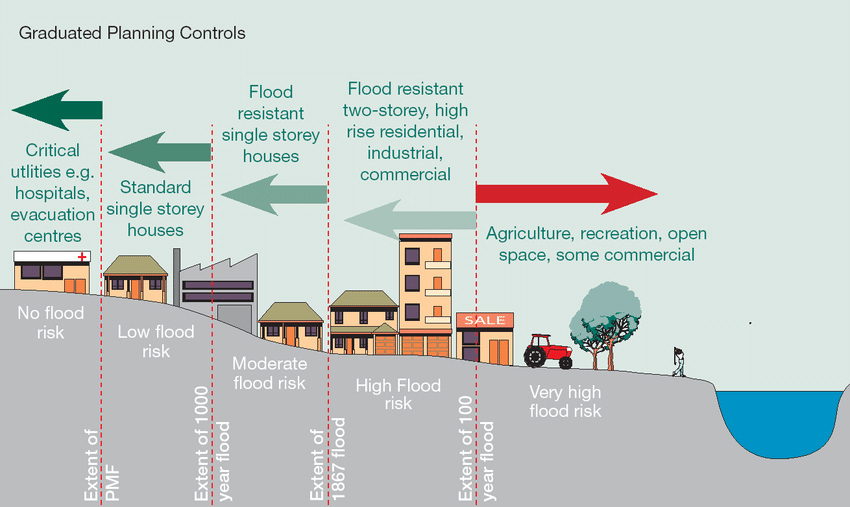 Graduated Planning Controls
Critical
utlities e.g.
hospitals,
evacuation
centres
Standard
single storey
houses
Flood
resistant
single storey
houses
Flood resistant
two-storey, high
rise residential,
industrial,
commercial
Agriculture, recreation, open
space, some commercial
SALE
No flood
risk
Low flood
risk
Moderate
flood risk
High Flood
risk
Very high
flood risk
Extent of
PMF
Extent of 1000
year flood
Extent of
1867 flood
Extent of 100
year flood